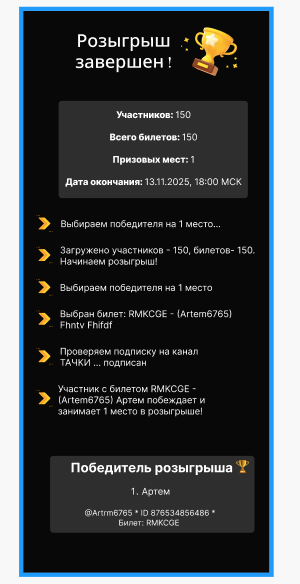 Розыгрыш
завершен !
Участников: 150
Всего билетов: 150
Призовых мест: 1
Дата окончания: 13.11.2025, 18:00 МСК
Выбираем победителя на 1 место...
Загружено участников - 150, билетов- 150.
Начинаем розыгрыш!
Выбираем победителя на 1 место
Выбран билет: RMKCGE - (Artem6765)
Fhntv Fhifdf
Проверяем подписку на канал
ТАЧКИ ... подписан
Участник с билетом RMKCGE -
(Artem6765) Артем побеждает и
занимает 1 место в розыгрыше!
Победитель розыгрыша
1. Артем
@Artrm6765 * ID 876534856486 *
Билет: RMKCGE